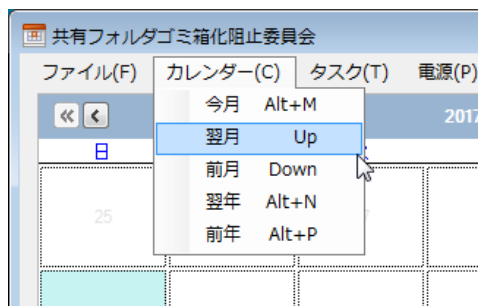 共有フォルダゴミ箱化阻止委員会
ファイル(F) カレンダー(C) タスク(T) 電源(P)
今月 Alt+M
翌月 Up
前月 Down
翌年 Alt+N
前年 Alt+P
2017
日
25